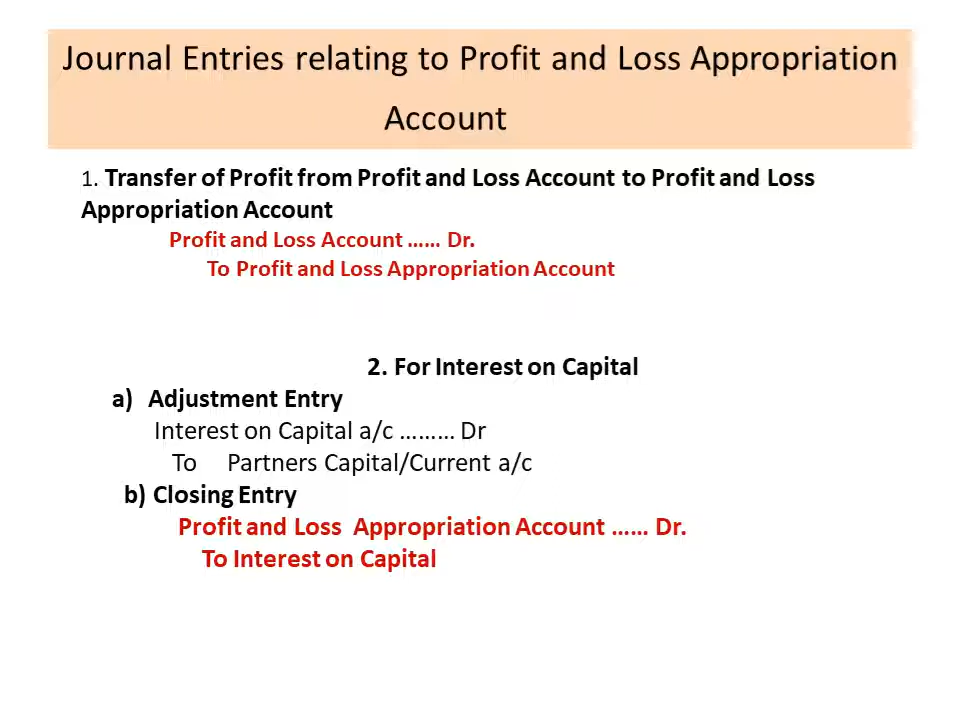 Journal Entries relating to Profit and Loss Appropriation
Account
1. Transfer of Profit from Profit and Loss Account to Profit and Loss
Appropriation Account
Profit and Loss Account ...... Dr.
To Profit and Loss Appropriation Account
2. For Interest on Capital
a) Adjustment Entry
Interest on Capital a/c ......... Dr
To Partners Capital/Current a/c
b) Closing Entry
Profit and Loss Appropriation Account ...... Dr.
To Interest on Capital